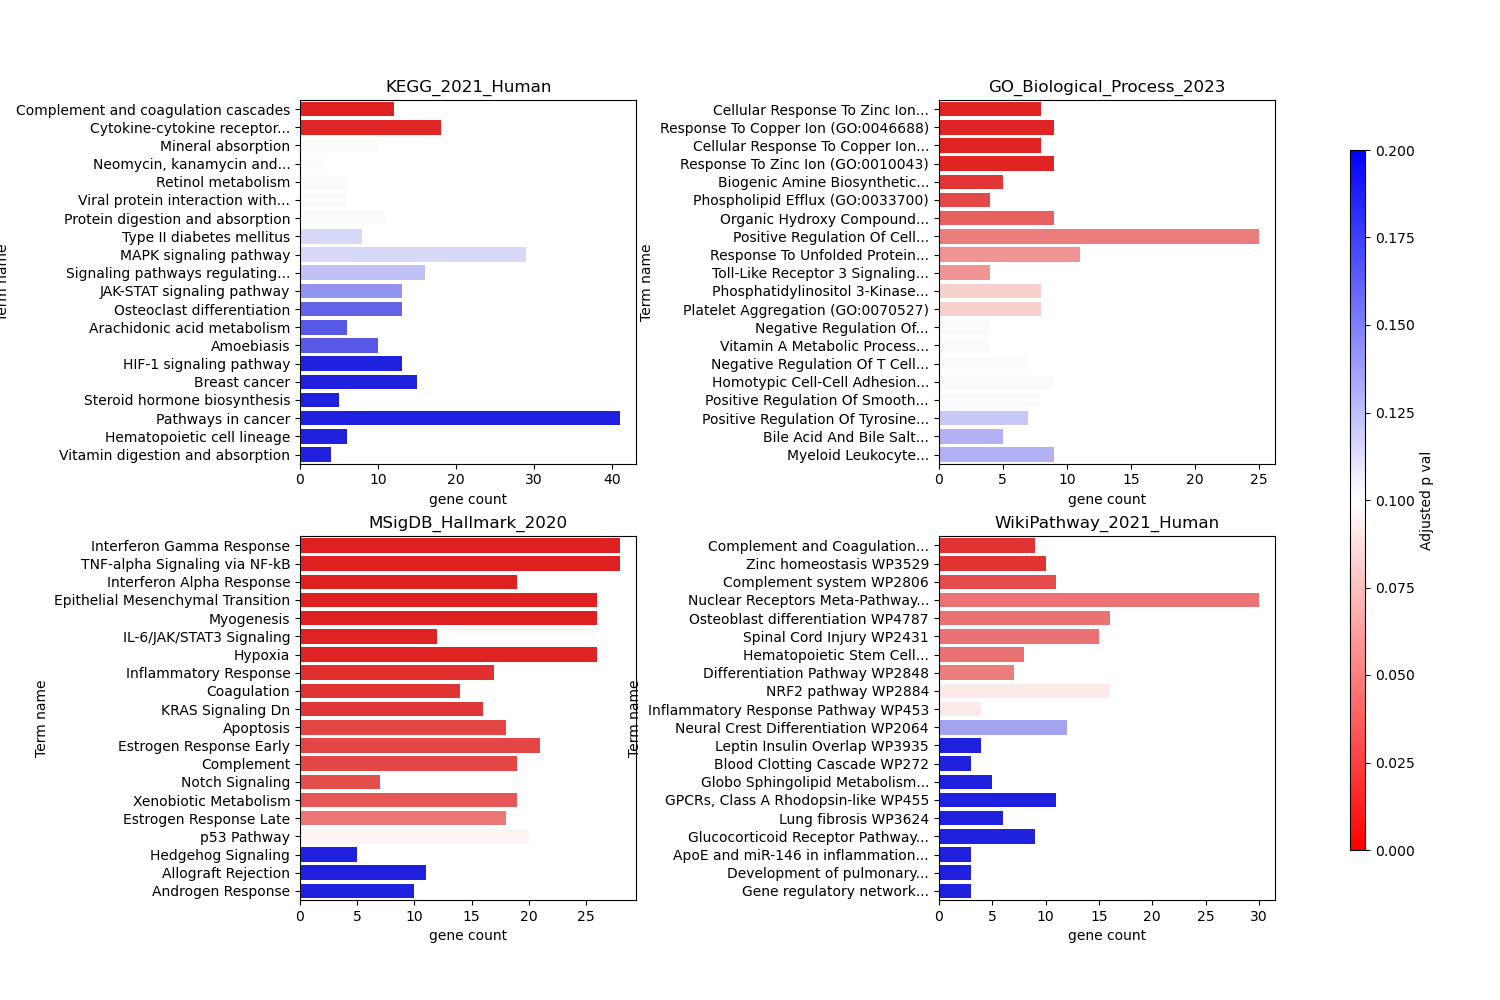 KEGG_2021_Human
Complement and coagulation cascades
Cytokine-cytokine receptor...
Mineral absorption
Neomycin, kanamycin and...
Retinol metabolism
Viral protein interaction with...
Protein digestion and absorption
Type II diabetes mellitus
MAPK signaling pathway
Signaling pathways regulating...
JAK-STAT signaling pathway
Osteoclast differentiation
Arachidonic acid metabolism
Amoebiasis
HIF-1 signaling pathway
Breast cancer
Steroid hormone biosynthesis
Pathways in cancer
Hematopoietic cell lineage
Vitamin digestion and absorption
Term name
0 10 20 30 40
gene count
GO_Biological_Process_2023
Cellular Response To Zinc Ion...
Response To Copper Ion (GO:0046688)
Cellular Response To Copper Ion...
Response To Zinc Ion (GO:0010043)
Biogenic Amine Biosynthetic...
Phospholipid Efflux (GO:0033700)
Organic Hydroxy Compound...
Positive Regulation Of Cell...
Response To Unfolded Protein...
Toll-Like Receptor 3 Signaling...
Phosphatidylinositol 3-Kinase...
Platelet Aggregation (GO:0070527)
Negative Regulation Of...
Vitamin A Metabolic Process...
Negative Regulation Of T Cell...
Homotypic Cell-Cell Adhesion...
Positive Regulation Of Smooth...
Positive Regulation Of Tyrosine...
Bile Acid And Bile Salt...
Myeloid Leukocyte...
Term name
0 5 10 15 20 25
gene count
MSigDB_Hallmark_2020
Interferon Gamma Response
TNF-alpha Signaling via NF-kB
Interferon Alpha Response
Epithelial Mesenchymal Transition
Myogenesis
IL-6/JAK/STAT3 Signaling
Hypoxia
Inflammatory Response
Coagulation
KRAS Signaling Dn
Apoptosis
Estrogen Response Early
Complement
Notch Signaling
Xenobiotic Metabolism
Estrogen Response Late
p53 Pathway
Hedgehog Signaling
Allograft Rejection
Androgen Response
Term name
0 5 10 15 20 25
gene count
WikiPathway_2021_Human
Complement and Coagulation...
Zinc homeostasis WP3529
Complement system WP2806
Nuclear Receptors Meta-Pathway...
Osteoblast differentiation WP4787
Spinal Cord Injury WP2431
Hematopoietic Stem Cell...
Differentiation Pathway WP2848
NRF2 pathway WP2884
Inflammatory Response Pathway WP453
Neural Crest Differentiation WP2064
Leptin Insulin Overlap WP3935
Blood Clotting Cascade WP272
Globo Sphingolipid Metabolism...
GPCRs, Class A Rhodopsin-like WP455
Lung fibrosis WP3624
Glucocorticoid Receptor Pathway...
ApoE and miR-146 in inflammation...
Development of pulmonary...
Gene regulatory network...
Term name
0 5 10 15 20 25 30
gene count
0.200
0.175
0.150
0.125
0.100
0.075
0.050
0.025
0.000
Adjusted p val